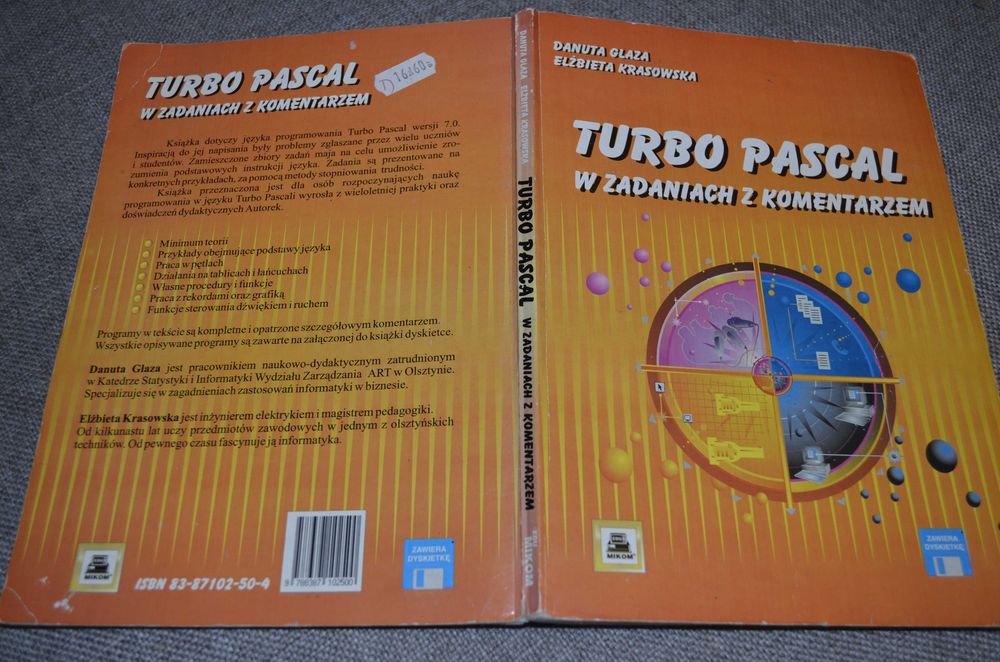 TURBO PASCAL
W ZADANIACH Z KOMENTARZEM
Książka dotyczy języka programowania Turbo Pascal wersji 7.0.
Inspiracją do jej napisania były problemy zgłaszane przez wielu uczniów
i studentów. Zamieszczone zbiory zadań maja na celu umożliwienie zro-
zumienia podstawowych instrukcji języka. Zadania są prezentowane na
konkretnych przykładach, za pomocą metody stopniowania trudności.
Książka przeznaczona jest dla osób rozpoczynających naukę
programowania w języku Turbo Pascal i wyrosła z wieloletniej praktyki oraz
doświadczeń dydaktycznych Autorek.
Minimum teorii
Przykłady obejmujące podstawy języka
Praca w pętlach
Działania na tablicach i łańcuchach
Własne procedury i funkcje
Praca z rekordami oraz grafiką
Funkcje sterowania dźwiękiem i ruchem
Programy w tekście są kompletne i opatrzone szczegółowym komentarzem.
Wszystkie opisywane programy są zawarte na załączonej do książki dyskietce.
Danuta Glaza jest pracownikiem naukowo-dydaktycznym zatrudnionym
w Katedrze Statystyki i Informatyki Wydziału Zarządzania ART w Olsztynie.
Specjalizuje się w zagadnieniach zastosowań informatyki w biznesie.
Elżbieta Krasowska jest inżynierem elektrykiem i magistrem pedagogiki.
Od kilkunastu lat uczy przedmiotów zawodowych w jednym z olsztyńskich
techników. Od pewnego czasu fascynuje ją informatyka.
MIKOM
ISBN 83-87102-50-4
9 788387 102500
ZAWIERA
DYSKIETKĘ
DANUTA GLAZA ELŻBIETA KRASOWSKA TURBO PASCAL W ZADANIACH Z KOMENTARZEM MIKOM
DANUTA GLAZA
ELŻBIETA KRASOWSKA
TURBO PASCAL
W ZADANIACH Z KOMENTARZEM
MIKOM
ZAWIERA
DYSKIETKĘ